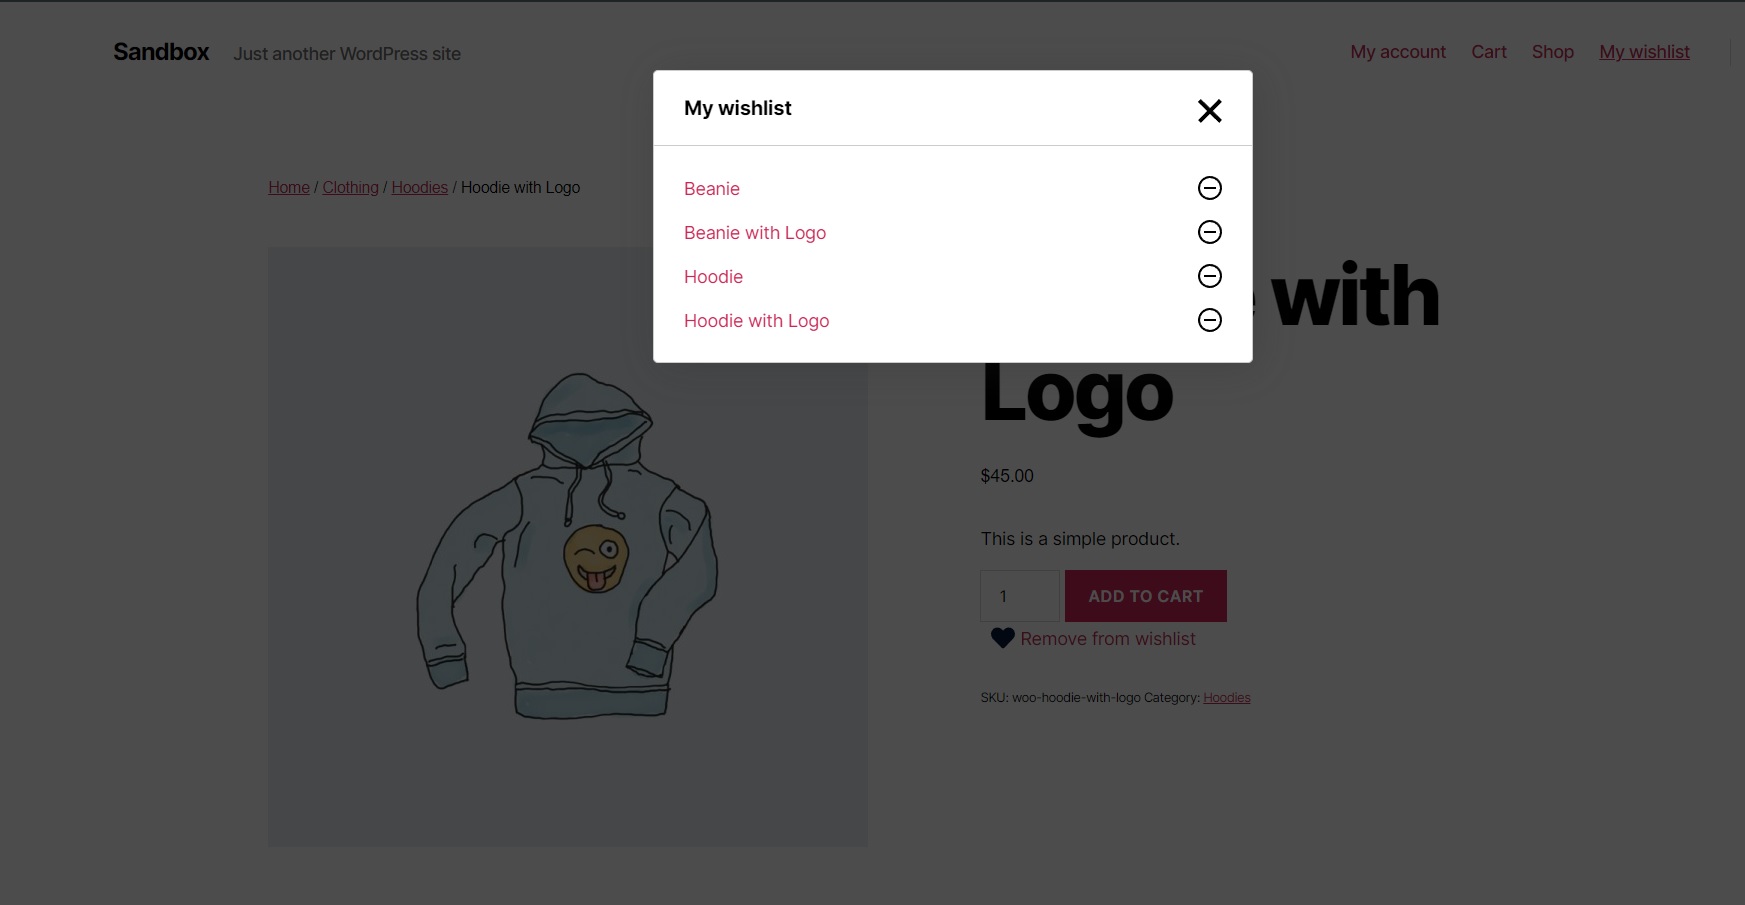 Sandbox Just another WordPress site
My account Cart Shop My wishlist
My wishlist
Beanie
Beanie with Logo
Hoodie
Hoodie with Logo
Home / Clothing / Hoodies / Hoodie with Logo
with
Logo
$45.00
This is a simple product.
1 ADD TO CART
Remove from wishlist
SKU: woo-hoodie-with-logo Category: Hoodies